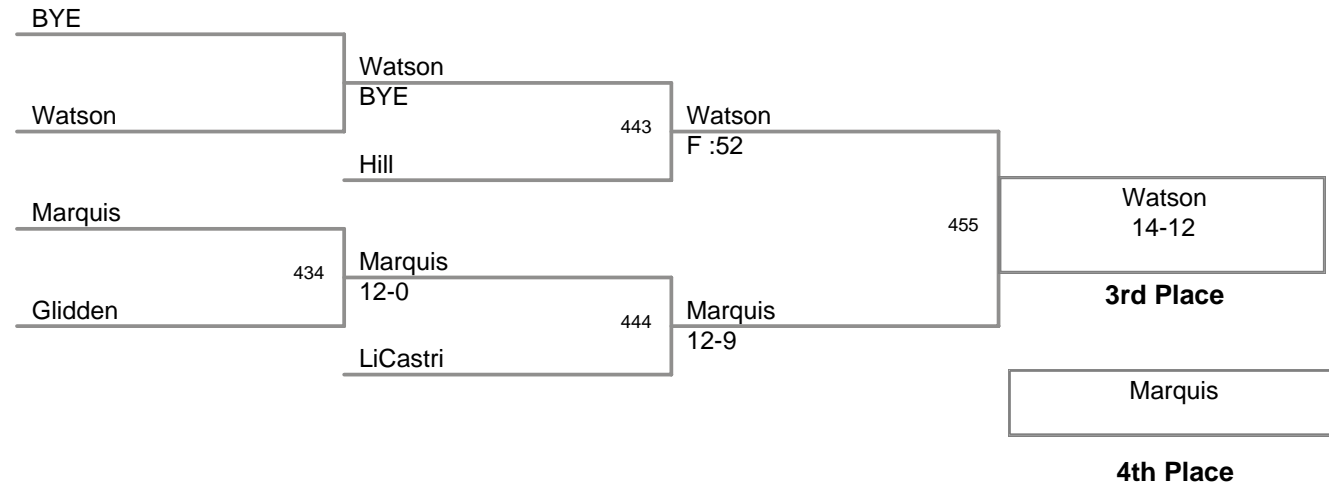 BYE
Watson
BYE
Watson
443
Watson
F :52
Hill
Marquis
Watson
14-12
455
434
Marquis
12-0
3rd Place
Glidden
444
Marquis
12-9
LiCastri
Marquis
4th Place